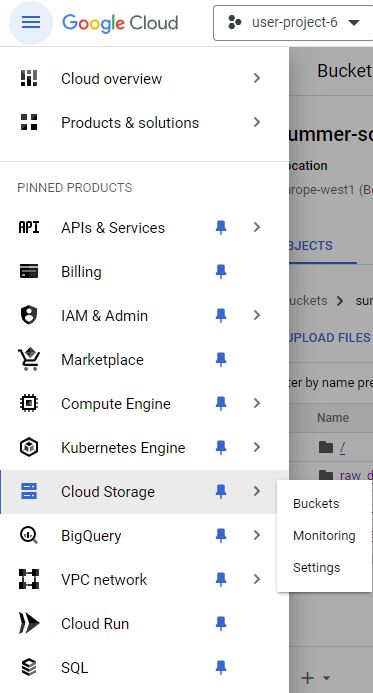 Google Cloud
user-project-6
Cloud overview
Bucket
Products & solutions
ummer-sc
ocation
urope-west1 (B
PINNED PRODUCTS
API APIs & Services
BJECTS
Billing
uckets > sur
IAM & Admin
UPLOAD FILES
Marketplace
ter by name pre
Compute Engine
Name
Kubernetes Engine
/
raw_d
Cloud Storage
Buckets
BigQuery
Monitoring
Settings
VPC network
Cloud Run
SQL